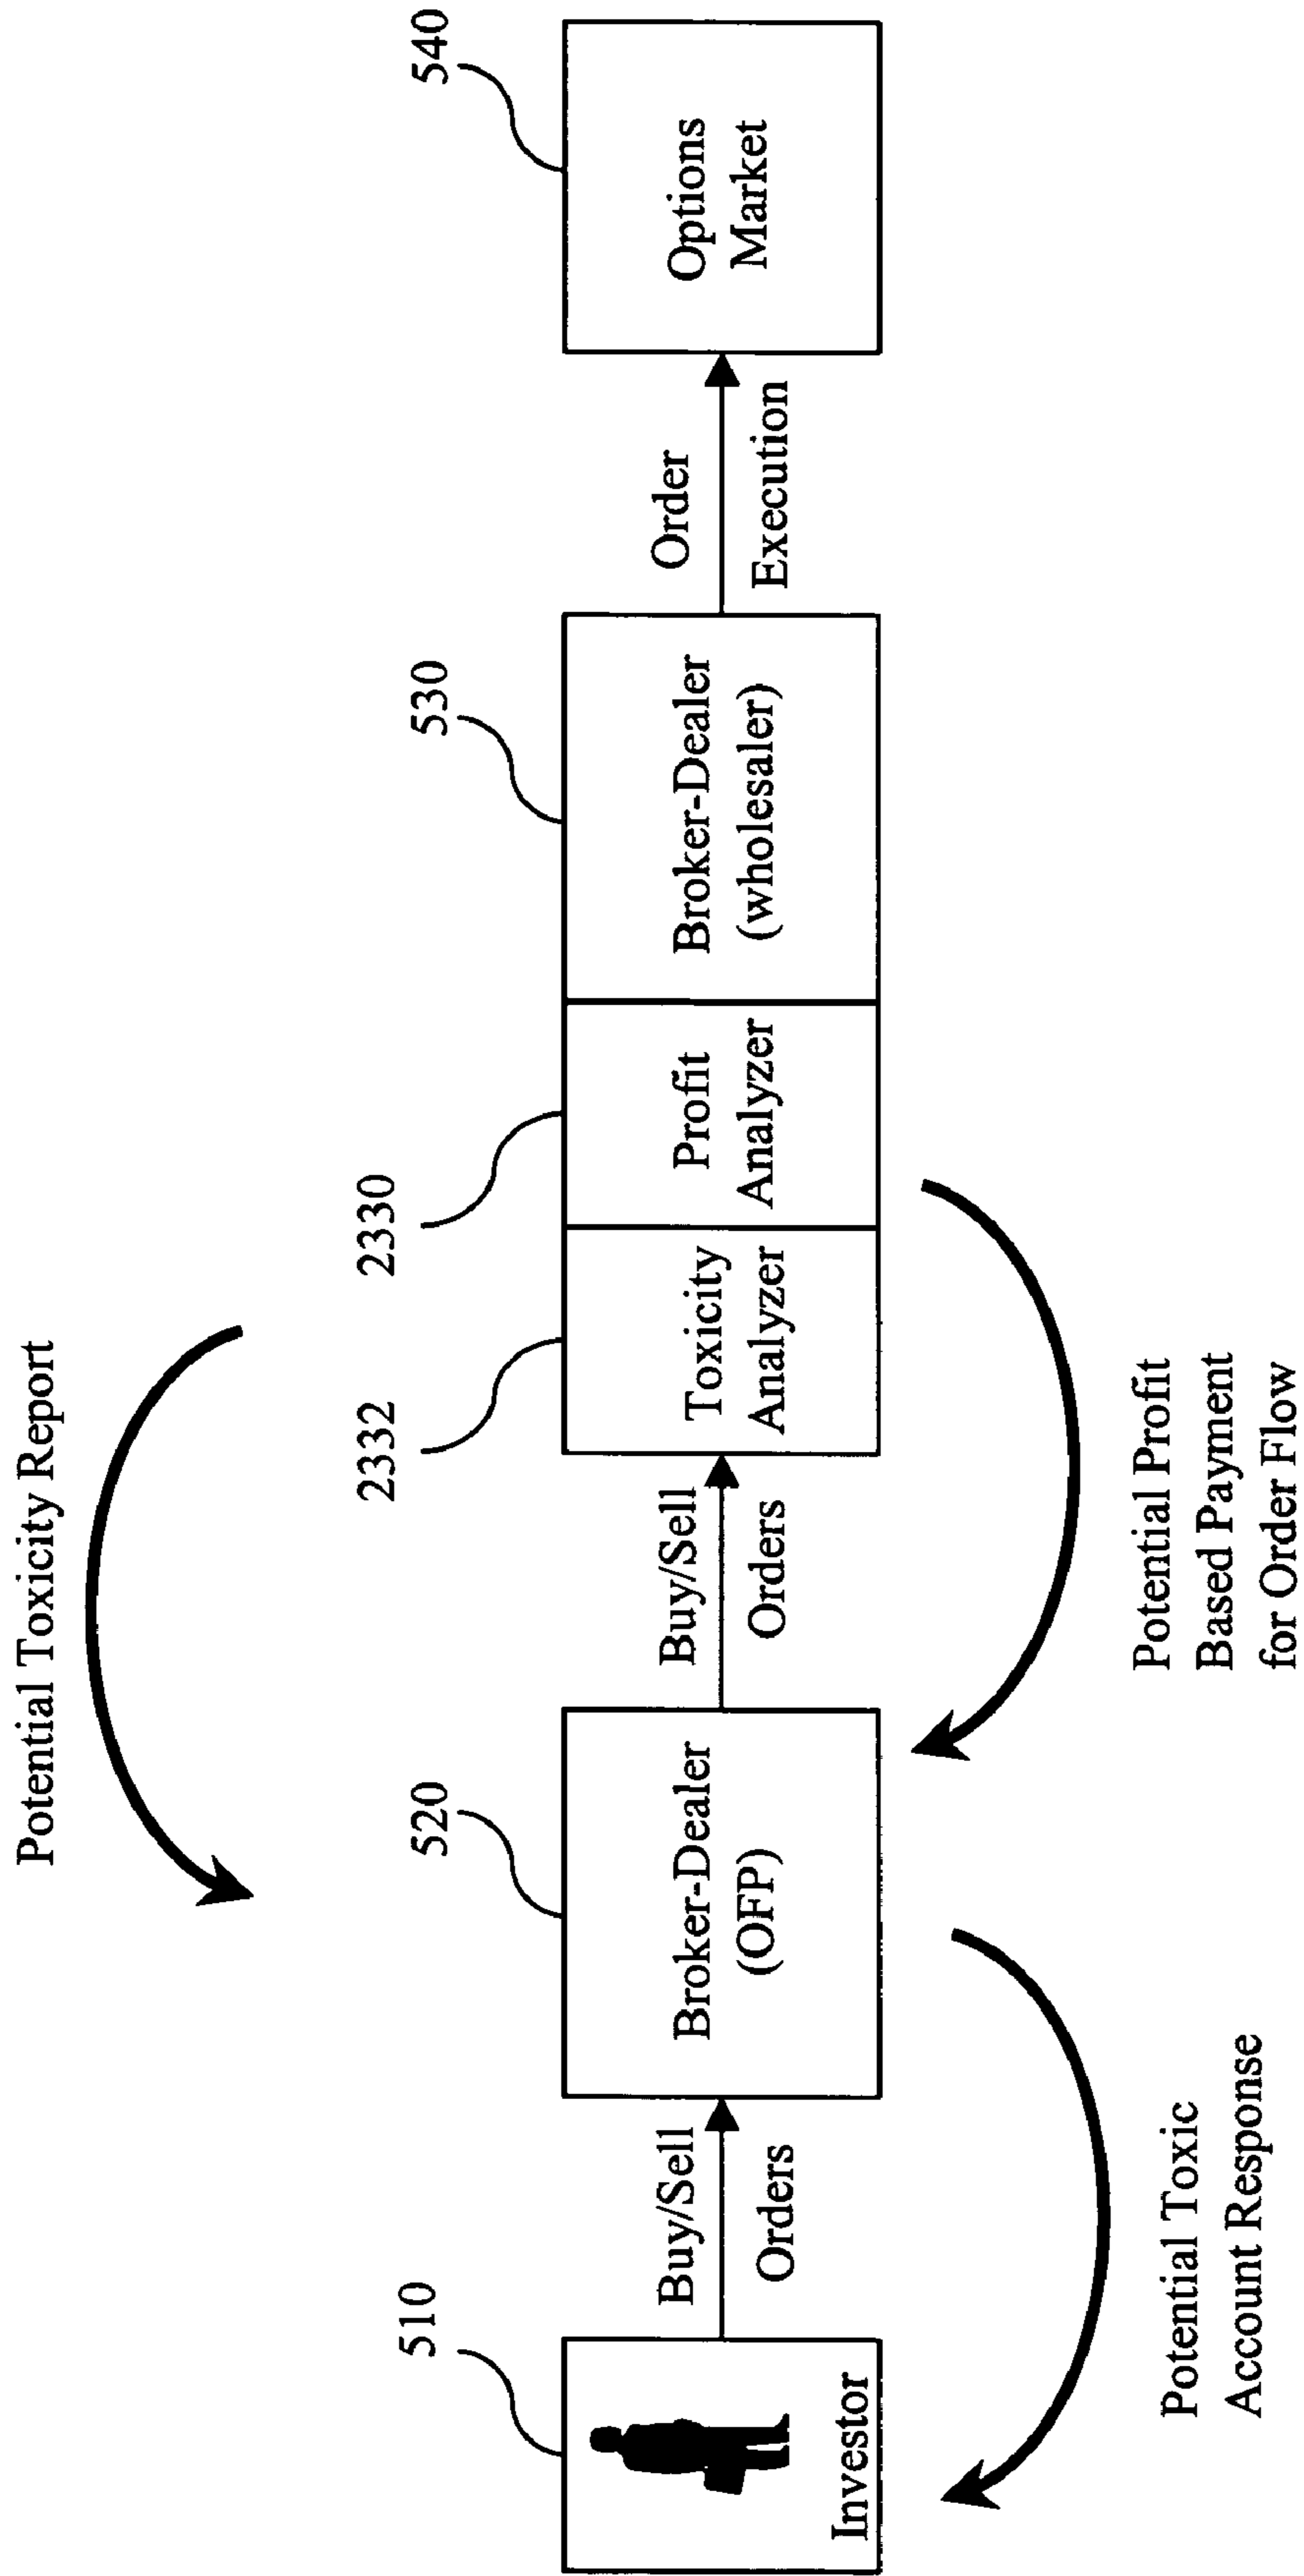 Potential Toxicity Report
510
520
2332
2330
530
540
Investor
Buy/Sell
Orders
Broker-Dealer
(OFP)
Buy/Sell
Orders
Toxicity
Analyzer
Profit
Analyzer
Broker-Dealer
(wholesaler)
Order
Execution
Options
Market
Potential Toxic
Account Response
Potential Profit
Based Payment
for Order Flow